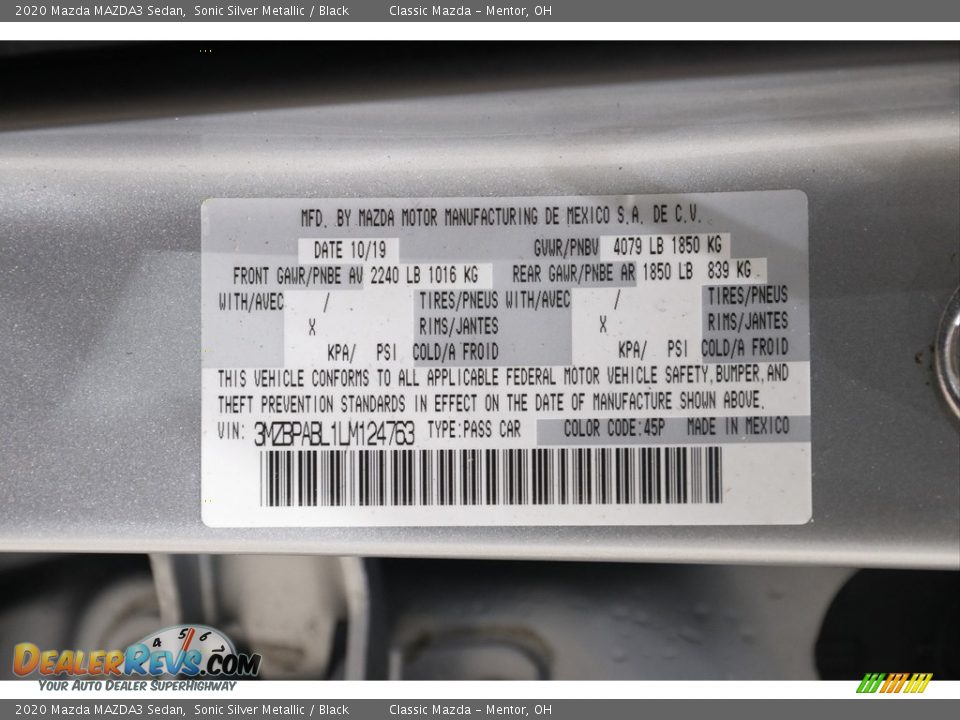 2020 Mazda MAZDA3 Sedan, Sonic Silver Metallic / Black Classic Mazda - Mentor, OH
MFD. BY MAZDA MOTOR MANUFACTURING DE MEXICO S.A. DE C.V.
DATE 10/19 GVWR/PNBV 4079 LB 1850 KG
FRONT GAWR/PNBE AV 2240 LB 1016 KG REAR GAWR/PNBE AR 1850 LB 839 KG
WITH/AVEC / TIRES/PNEUS WITH/AVEC / TIRES/PNEUS
X RIMS/JANTES X RIMS/JANTES
KPA/ PSI COLD/A FROID KPA/ PSI COLD/A FROID
THIS VEHICLE CONFORMS TO ALL APPLICABLE FEDERAL MOTOR VEHICLE SAFETY, BUMPER, AND
THEFT PREVENTION STANDARDS IN EFFECT ON THE DATE OF MANUFACTURE SHOWN ABOVE.
VIN: 3MZBPABL1LM124763 TYPE:PASS CAR COLOR CODE:45P MADE IN MEXICO
4 5 6
DEALERREVS.COM
YOUR AUTO DEALER SUPERHIGHWAY
2020 Mazda MAZDA3 Sedan, Sonic Silver Metallic / Black Classic Mazda - Mentor, OH